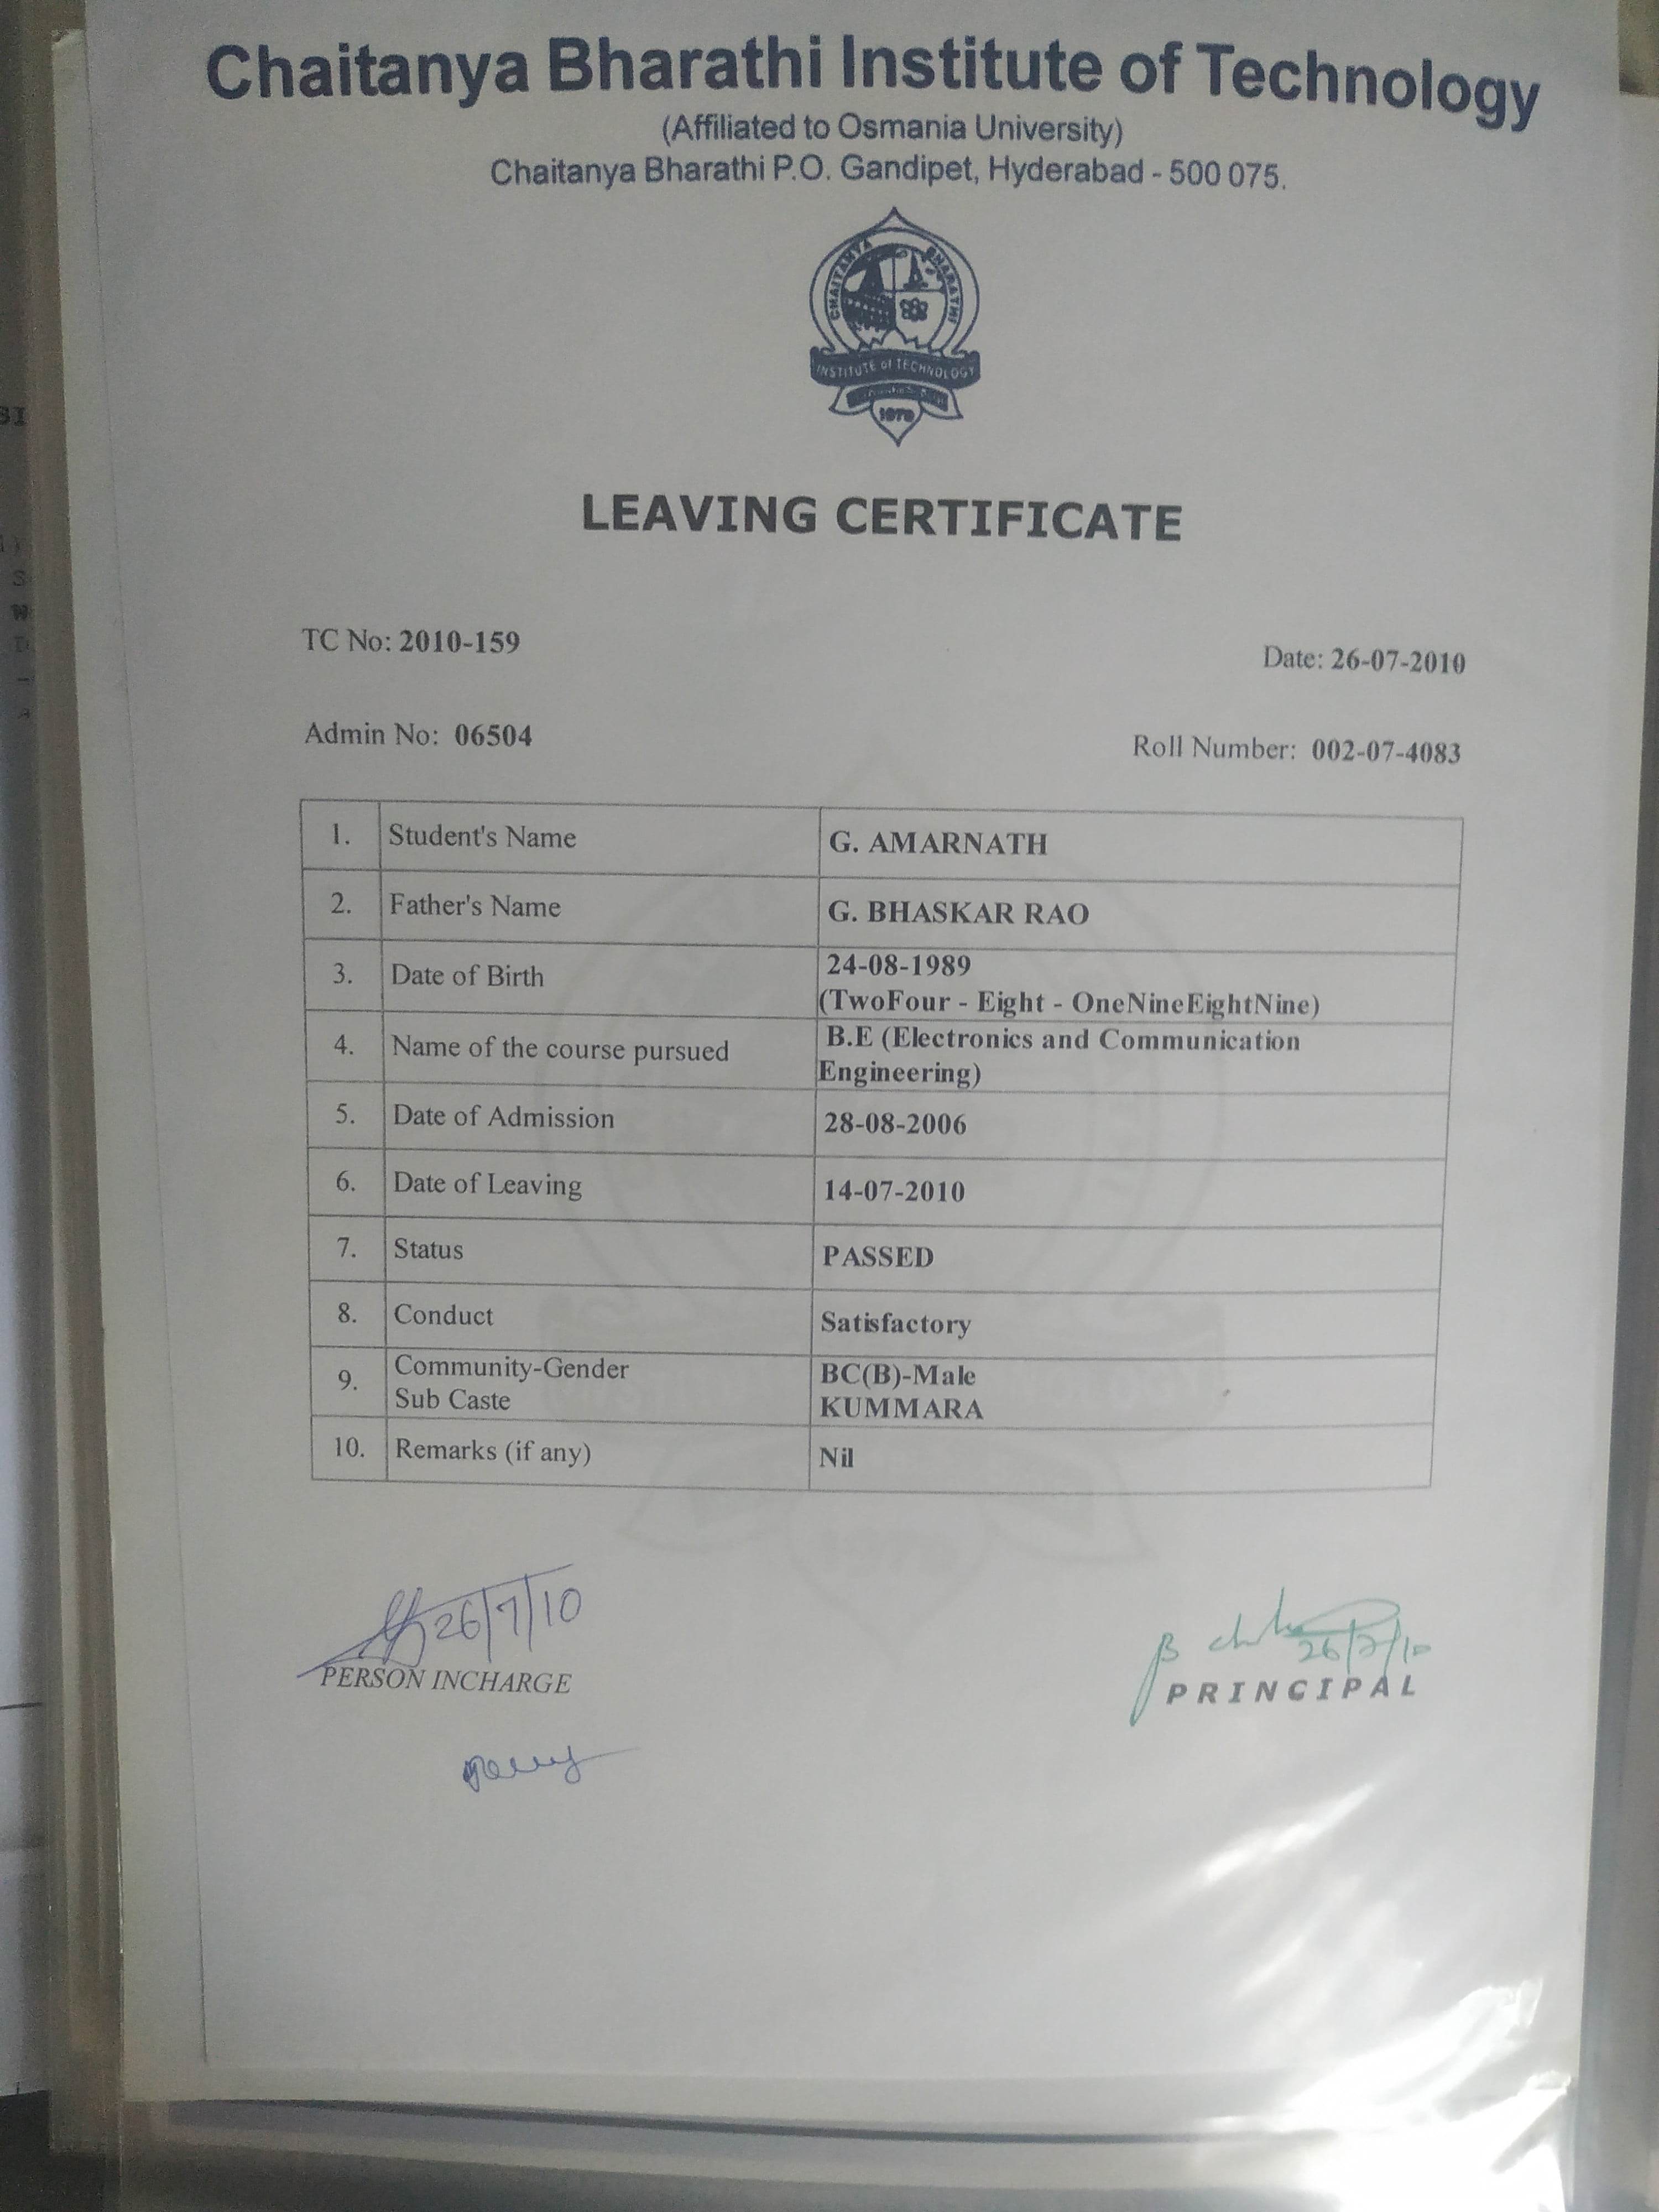 Chaitanya Bharathi Institute of Technology
(Affiliated to Osmania University)
Chaitanya Bharathi P.O. Gandipet, Hyderabad - 500 075.
CHAITANYA BHARATHI
INSTITUTE of TECHNOLOGY
1979
LEAVING CERTIFICATE
TC No: 2010-159
Date: 26-07-2010
Admin No: 06504
Roll Number: 002-07-4083
1. Student's Name G. AMARNATH
2. Father's Name G. BHASKAR RAO
3. Date of Birth 24-08-1989
(TwoFour - Eight - OneNineEightNine)
4. Name of the course pursued B.E (Electronics and Communication
Engineering)
5. Date of Admission 28-08-2006
6. Date of Leaving 14-07-2010
7. Status PASSED
8. Conduct Satisfactory
9. Community-Gender BC(B)-Male
Sub Caste KUMMARA
10. Remarks (if any) Nil
26/7/10
26/7/10
PERSON INCHARGE
PRINCIPAL